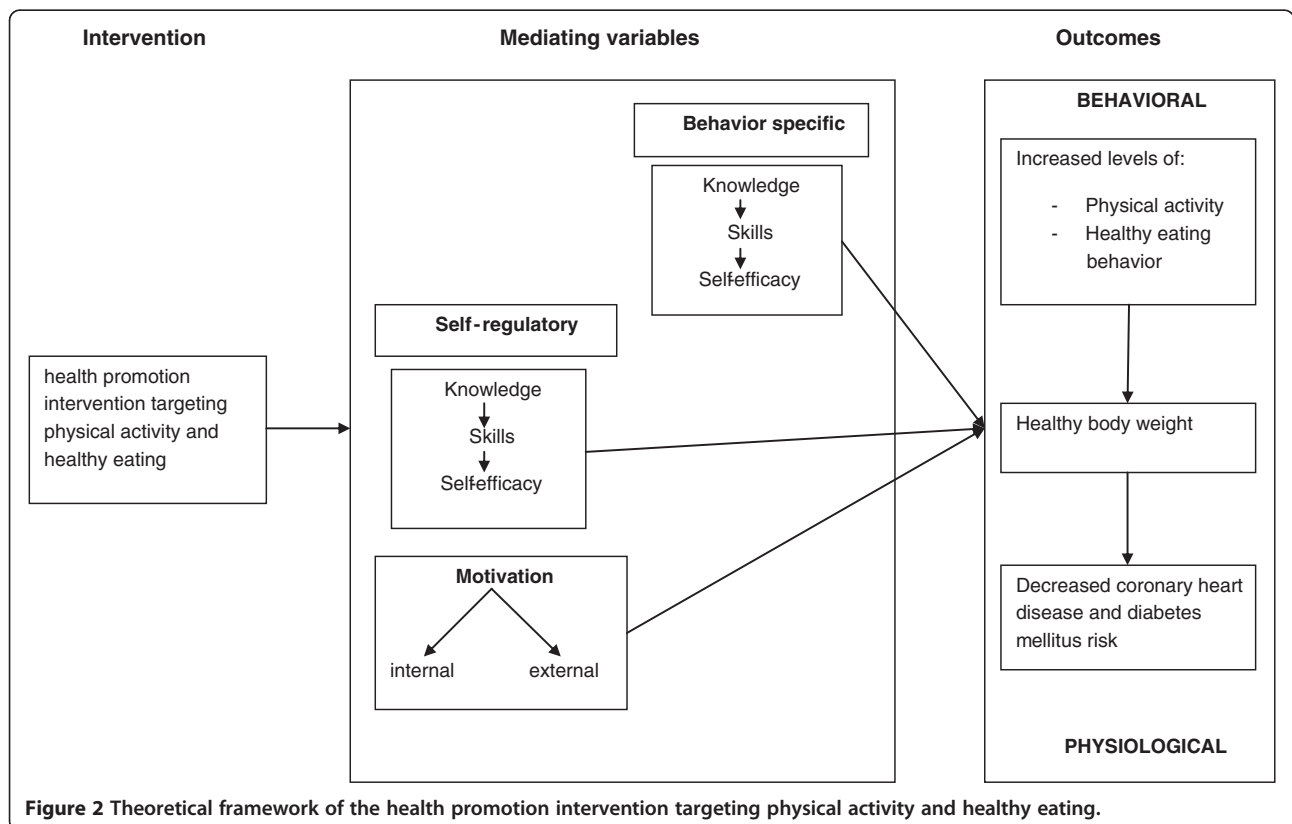 Intervention
Mediating variables
Outcomes
health promotion
intervention targeting
physical activity and
healthy eating
Behavior specific
Knowledge
Skills
Self-efficacy
Self-regulatory
Knowledge
Skills
Self-efficacy
Motivation
internal external
BEHAVIORAL
Increased levels of:
- Physical activity
- Healthy eating
behavior
Healthy body weight
Decreased coronary heart
disease and diabetes
mellitus risk
PHYSIOLOGICAL
Figure 2 Theoretical framework of the health promotion intervention targeting physical activity and healthy eating.